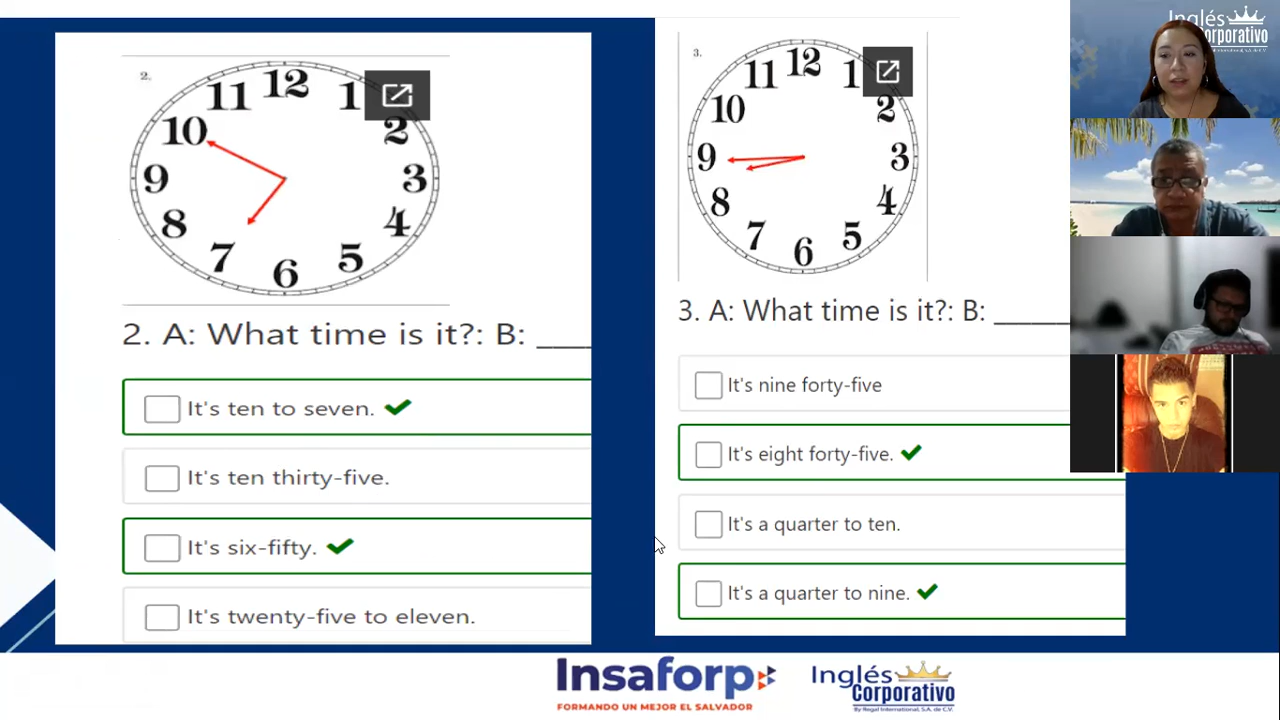 2.
12
11
1
10
2
9
3
8
4
7
5
6
2. A: What time is it?: B: ____
It's ten to seven.
It's ten thirty-five.
It's six-fifty.
It's twenty-five to eleven.
3.
12
11
1
10
2
9
3
8
4
7
5
6
3. A: What time is it?: B: _____
It's nine forty-five
It's eight forty-five.
It's a quarter to ten.
It's a quarter to nine.
Inglés
Corporativo
Insaforp
FORMANDO UN MEJOR EL SALVADOR
Inglés
Corporativo
By Regal International, S.A. de C.V.